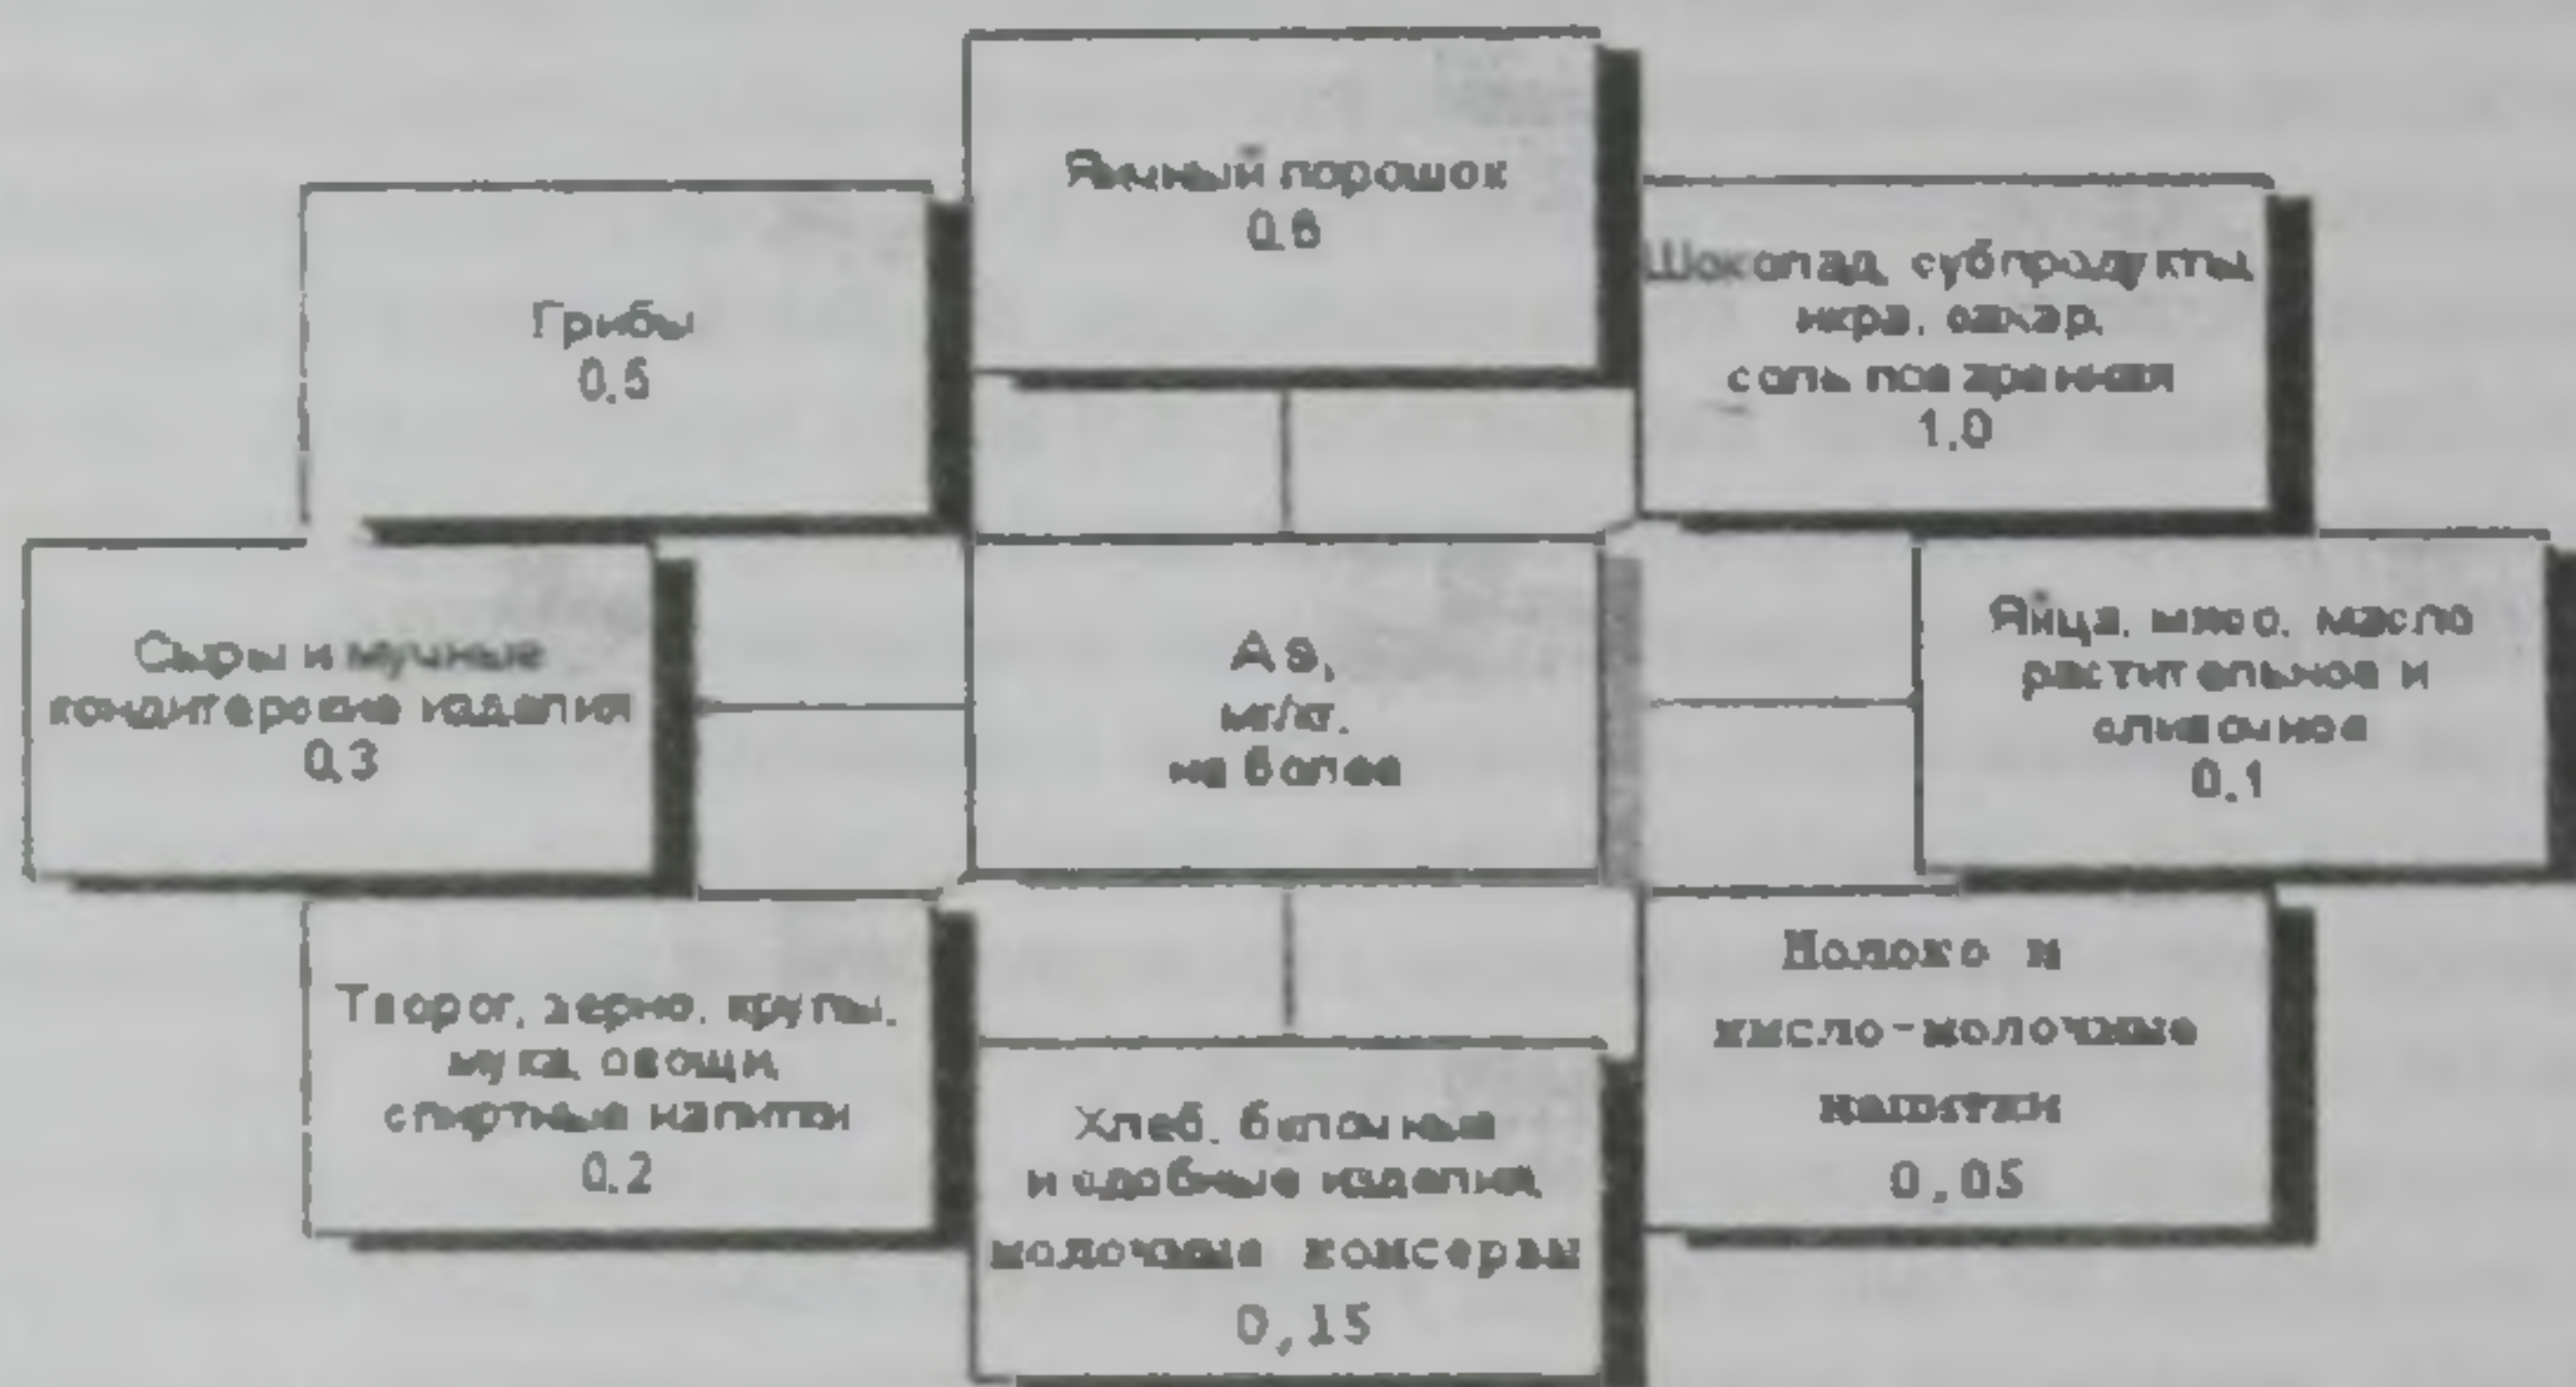 Яичный порошок
0,6
Грибы
0,5
Шоколад, субпродукты,
икра, сахар,
соль поваренная
1,0
Сыры и мучные
кондитерские изделия
0,3
As,
мг/кг,
не более
Яйца, мясо, масло
растительное и
сливочное
0,1
Творог, зерно, крупы,
мука, овощи,
спиртные напитки
0,2
Хлеб, булочные
и сдобные изделия,
молочные консервы
0,15
Молоко и
кисло-молочные
напитки
0,05